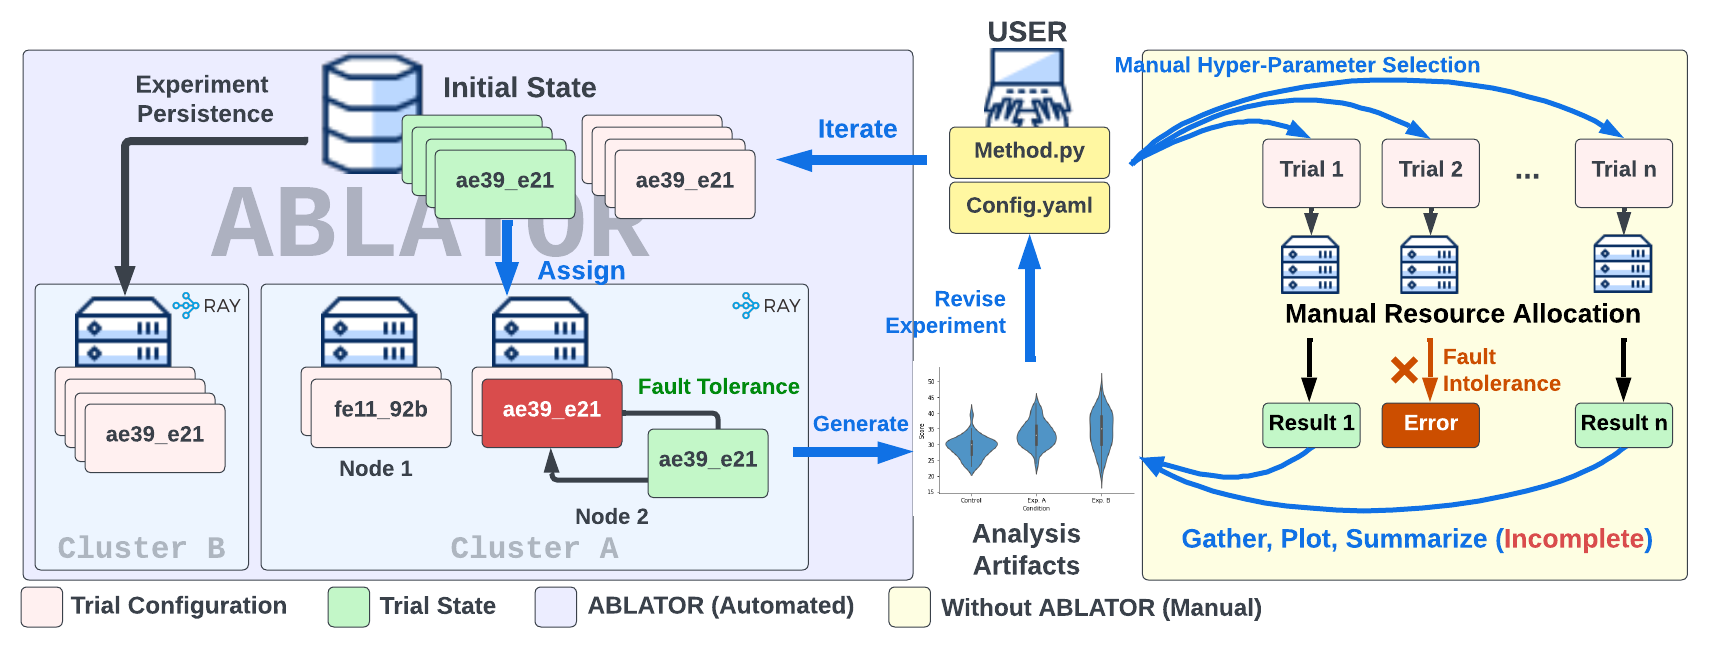 USER
Experiment
Persistence
Initial State
ae39_e21
ae39_e21
ABLATOR
Iterate
Assign
Method.py
Config.yaml
Revise
Experiment
RAY
ae39_e21
Cluster B
RAY
fe11_92b
Node 1
ae39_e21
Fault Tolerance
ae39_e21
Node 2
Cluster A
Generate
Score
50
45
40
35
30
25
20
15
Control
Exp. A
Exp. B
Condition
Analysis
Artifacts
Manual Hyper-Parameter Selection
Trial 1
Trial 2
...
Trial n
Manual Resource Allocation
Fault
Intolerance
Result 1
Error
Result n
Gather, Plot, Summarize (Incomplete)
Trial Configuration
Trial State
ABLATOR (Automated)
Without ABLATOR (Manual)